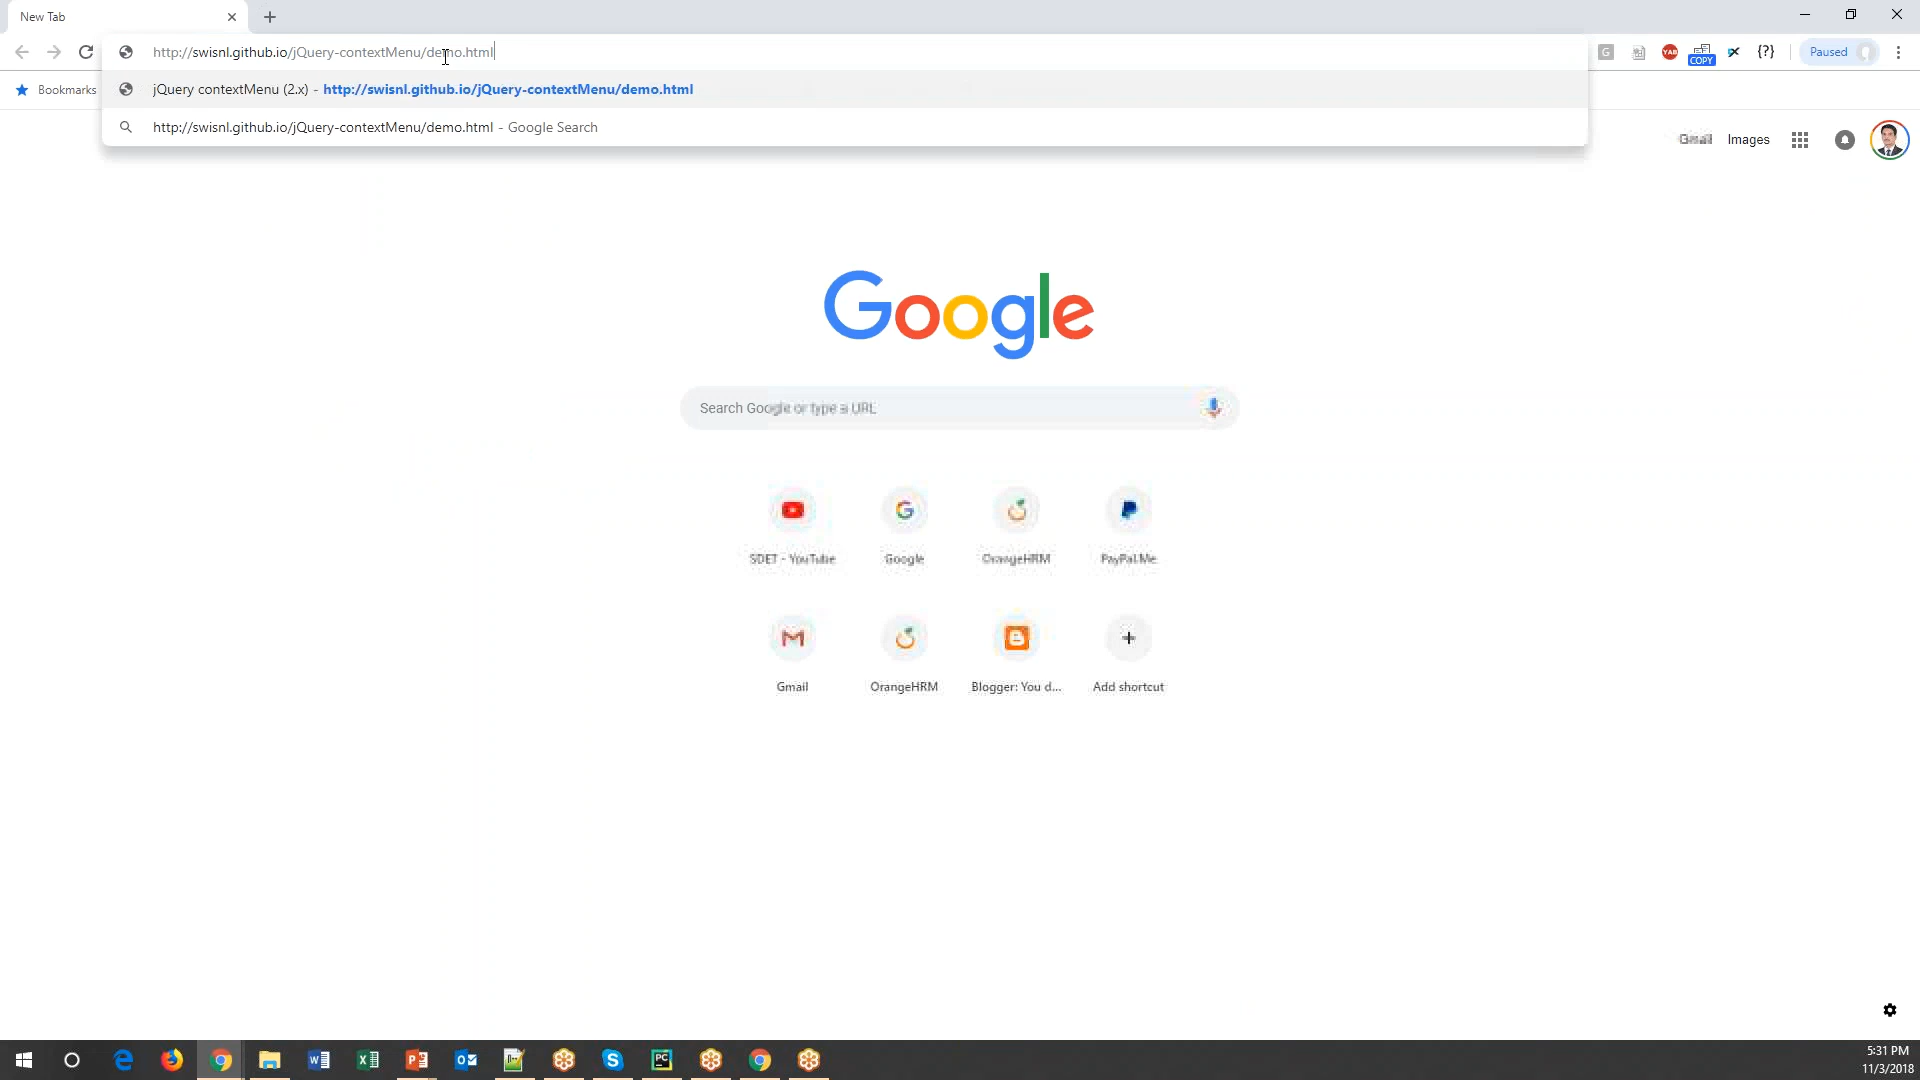 New Tab
http://swisnl.github.io/jQuery-contextMenu/demo.html
Paused
COPY
YAB
{?}
jQuery contextMenu (2.x) - http://swisnl.github.io/jQuery-contextMenu/demo.html
http://swisnl.github.io/jQuery-contextMenu/demo.html - Google Search
Bookmarks
Gmail
Images
Google
Search Google or type a URL
SDET - YouTube
Google
OrangeHRM
PayPal.Me
Gmail
OrangeHRM
Blogger: You d...
Add shortcut
5:31 PM
11/3/2018